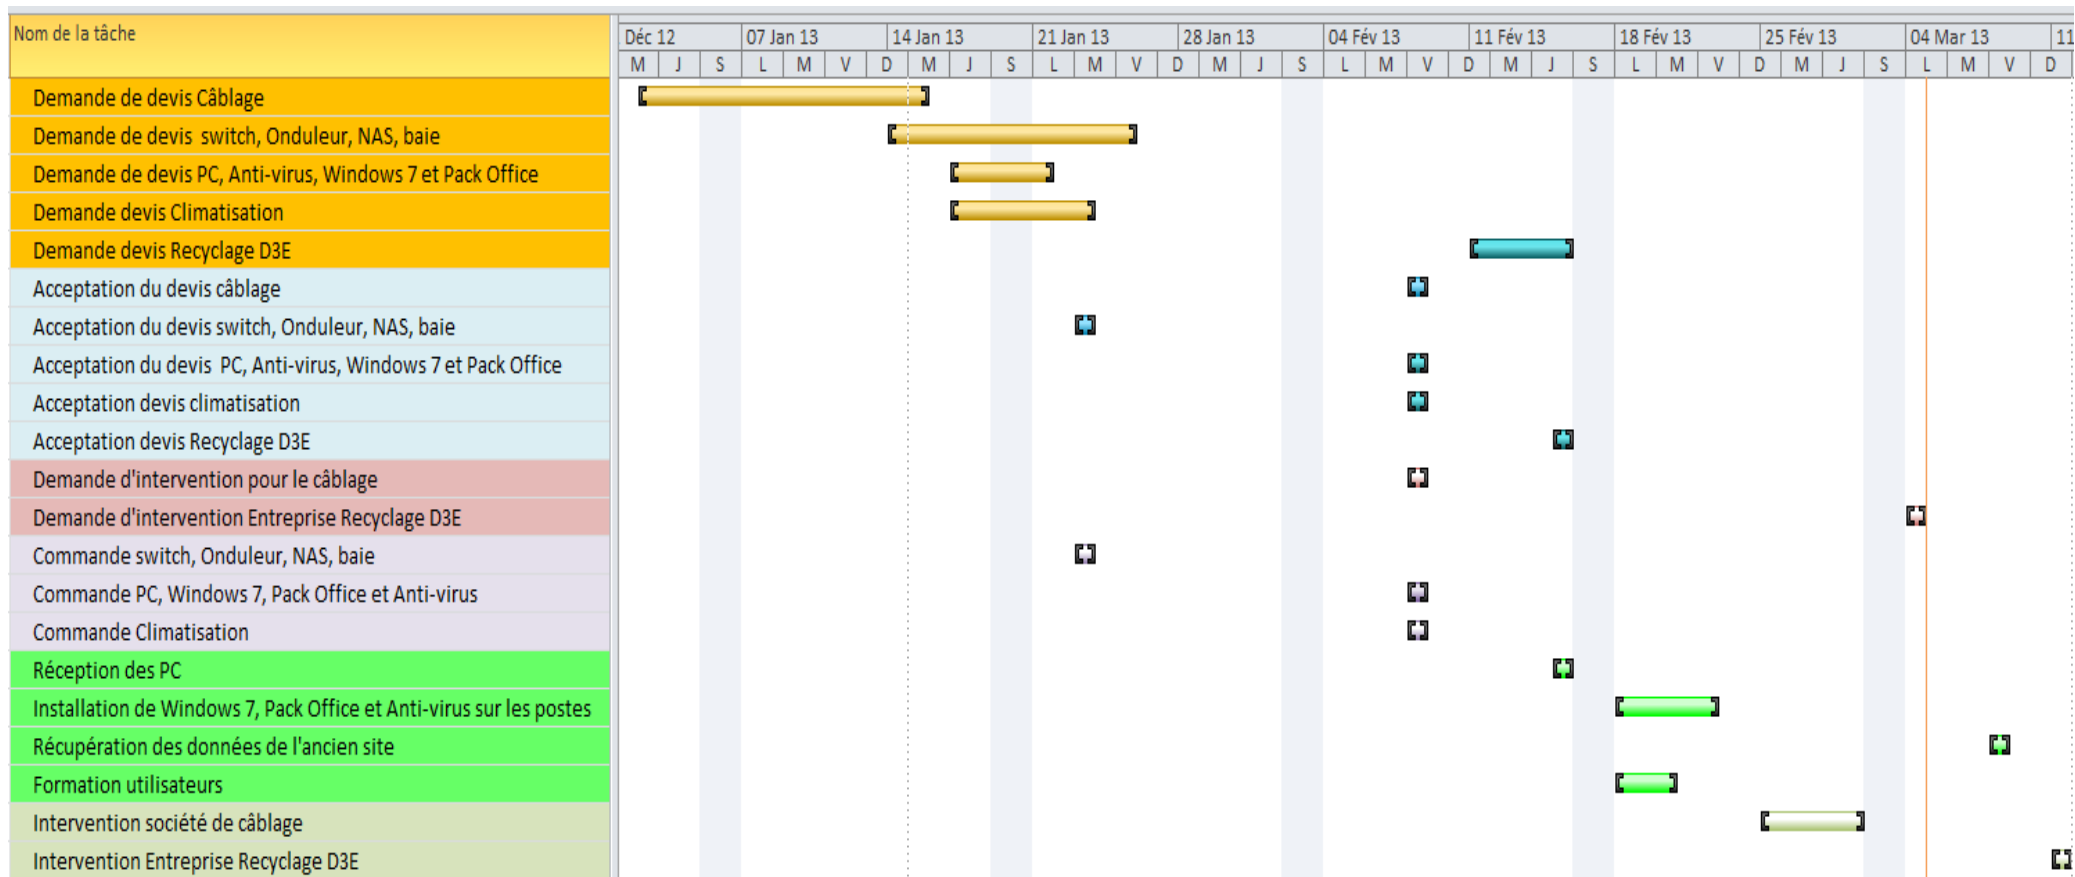 Nom de la tâche
Déc 12 07 Jan 13 14 Jan 13 21 Jan 13 28 Jan 13 04 Fév 13 11 Fév 13 18 Fév 13 25 Fév 13 04 Mar 13 11
M J S L M V D M J S L M V D M J S L M V D M J S L M V D M J S L M V D
Demande de devis Câblage
Demande de devis switch, Onduleur, NAS, baie
Demande de devis PC, Anti-virus, Windows 7 et Pack Office
Demande devis Climatisation
Demande devis Recyclage D3E
Acceptation du devis câblage
Acceptation du devis switch, Onduleur, NAS, baie
Acceptation du devis PC, Anti-virus, Windows 7 et Pack Office
Acceptation devis climatisation
Acceptation devis Recyclage D3E
Demande d'intervention pour le câblage
Demande d'intervention Entreprise Recyclage D3E
Commande switch, Onduleur, NAS, baie
Commande PC, Windows 7, Pack Office et Anti-virus
Commande Climatisation
Réception des PC
Installation de Windows 7, Pack Office et Anti-virus sur les postes
Récupération des données de l'ancien site
Formation utilisateurs
Intervention société de câblage
Intervention Entreprise Recyclage D3E